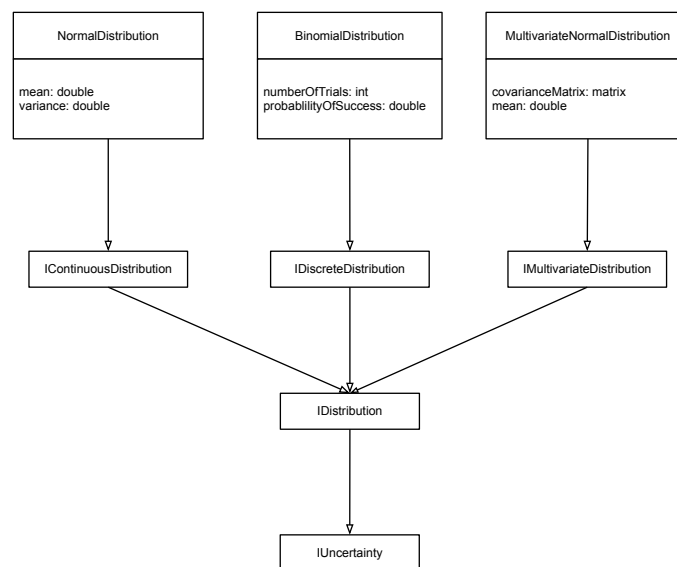 NormalDistribution
mean: double
variance: double
BinomialDistribution
numberOfTrials: int
probablilityOfSuccess: double
MultivariateNormalDistribution
covarianceMatrix: matrix
mean: double
IContinuousDistribution
IDiscreteDistribution
IMultivariateDistribution
IDistribution
IUncertainty